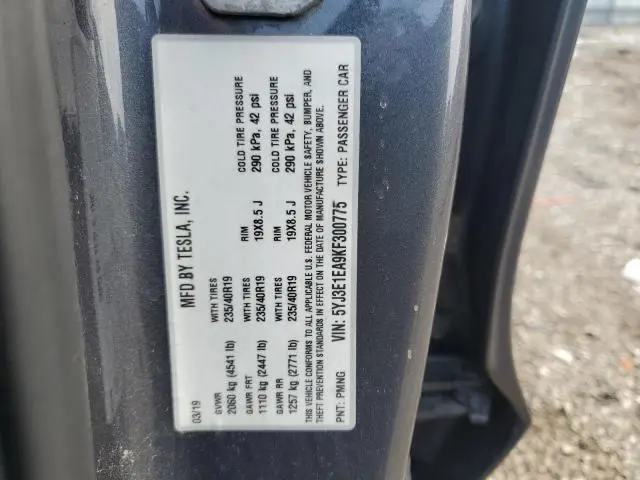 MFD BY TESLA, INC.
03/19
GVWR WITH TIRES RIM COLD TIRE PRESSURE
2060 kg (4541 lb) 235/40R19 19X8.5 J 290 kPa, 42 psi
GAWR FRT WITH TIRES RIM COLD TIRE PRESSURE
1110 kg (2447 lb) 235/40R19 19X8.5 J 290 kPa, 42 psi
GAWR RR WITH TIRES
1257 kg (2771 lb) 235/40R19
THIS VEHICLE CONFORMS TO ALL APPLICABLE U.S. FEDERAL MOTOR VEHICLE SAFETY, BUMPER, AND
THEFT PREVENTION STANDARDS IN EFFECT ON THE DATE OF MANUFACTURE SHOWN ABOVE.
PNT: PMNG VIN: 5YJ3E1EA9KF300775 TYPE: PASSENGER CAR